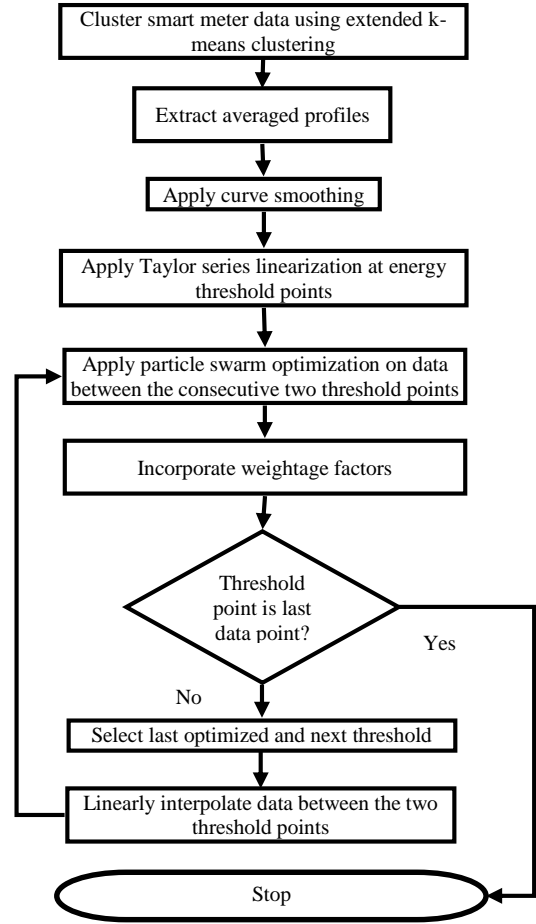 Cluster smart meter data using extended k-
means clustering
Extract averaged profiles
Apply curve smoothing
Apply Taylor series linearization at energy
threshold points
Apply particle swarm optimization on data
between the consecutive two threshold points
Incorporate weightage factors
Threshold
point is last
data point?
Yes
No
Select last optimized and next threshold
Linearly interpolate data between the two
threshold points
Stop